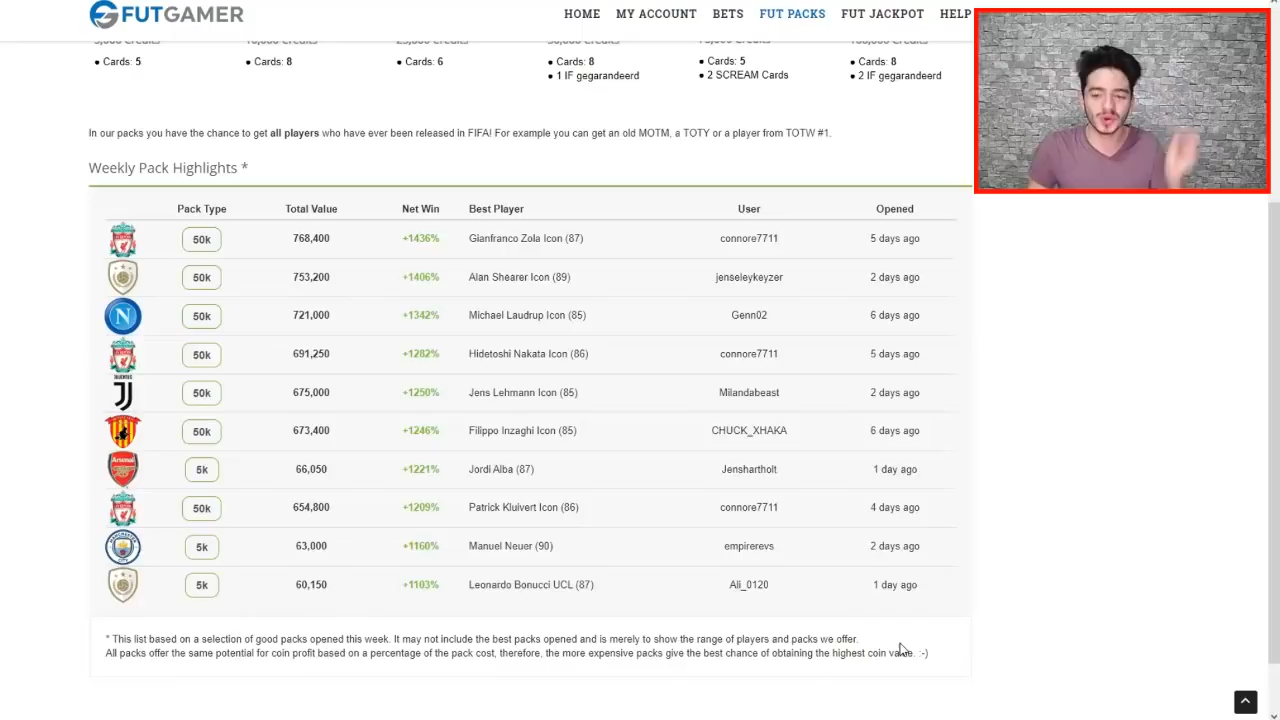 FUTGAMER
HOME MY ACCOUNT BETS FUT PACKS FUT JACKPOT HELP
• Cards: 5 • Cards: 8 • Cards: 6 • Cards: 8 • Cards: 5 • Cards: 8
• 1 IF gegarandeerd • 2 SCREAM Cards • 2 IF gegarandeerd
In our packs you have the chance to get all players who have ever been released in FIFA! For example you can get an old MOTM, a TOTY or a player from TOTW #1.
Weekly Pack Highlights *
Pack Type Total Value Net Win Best Player User Opened
50k 768,400 +1436% Gianfranco Zola Icon (87) connore7711 5 days ago
50k 753,200 +1406% Alan Shearer Icon (89) jenseleykeyzer 2 days ago
N 50k 721,000 +1342% Michael Laudrup Icon (85) Genn02 6 days ago
50k 691,250 +1282% Hidetoshi Nakata Icon (86) connore7711 5 days ago
JUVENTUS 50k 675,000 +1250% Jens Lehmann Icon (85) Milandabeast 2 days ago
50k 673,400 +1246% Filippo Inzaghi Icon (85) CHUCK_XHAKA 6 days ago
Arsenal 5k 66,050 +1221% Jordi Alba (87) Jenshartholt 1 day ago
50k 654,800 +1209% Patrick Kluivert Icon (86) connore7711 4 days ago
5k 63,000 +1160% Manuel Neuer (90) empirerevs 2 days ago
5k 60,150 +1103% Leonardo Bonucci UCL (87) Ali_0120 1 day ago
* This list based on a selection of good packs opened this week. It may not include the best packs opened and is merely to show the range of players and packs we offer.
All packs offer the same potential for coin profit based on a percentage of the pack cost, therefore, the more expensive packs give the best chance of obtaining the highest coin value. :-)